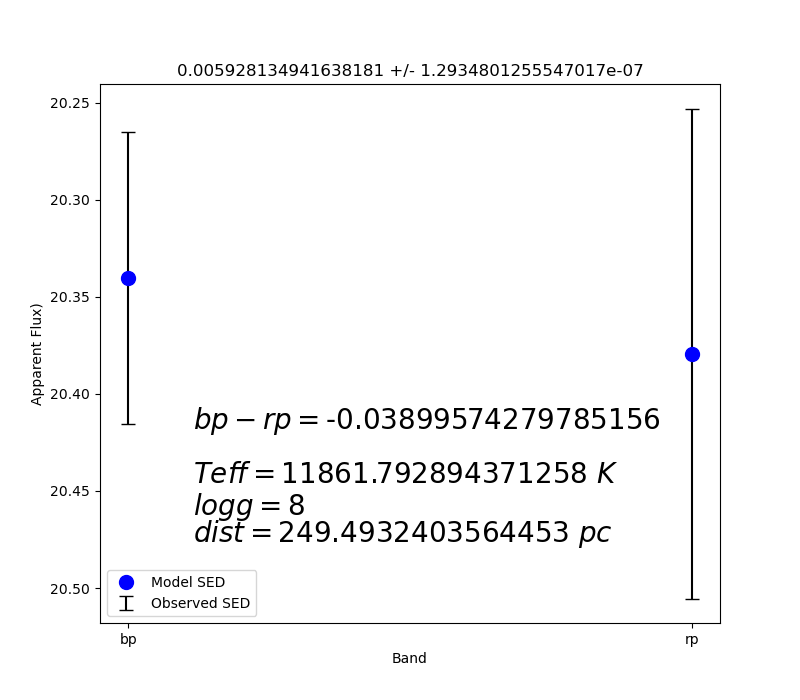 0.005928134941638181 +/- 1.2934801255547017e-07
20.25
20.30
20.35
20.40
20.45
20.50
Apparent Flux)
bp − rp = -0.03899574279785156
Teff = 11861.792894371258 K
logg = 8
dist = 249.4932403564453 pc
Model SED
Observed SED
bp
rp
Band